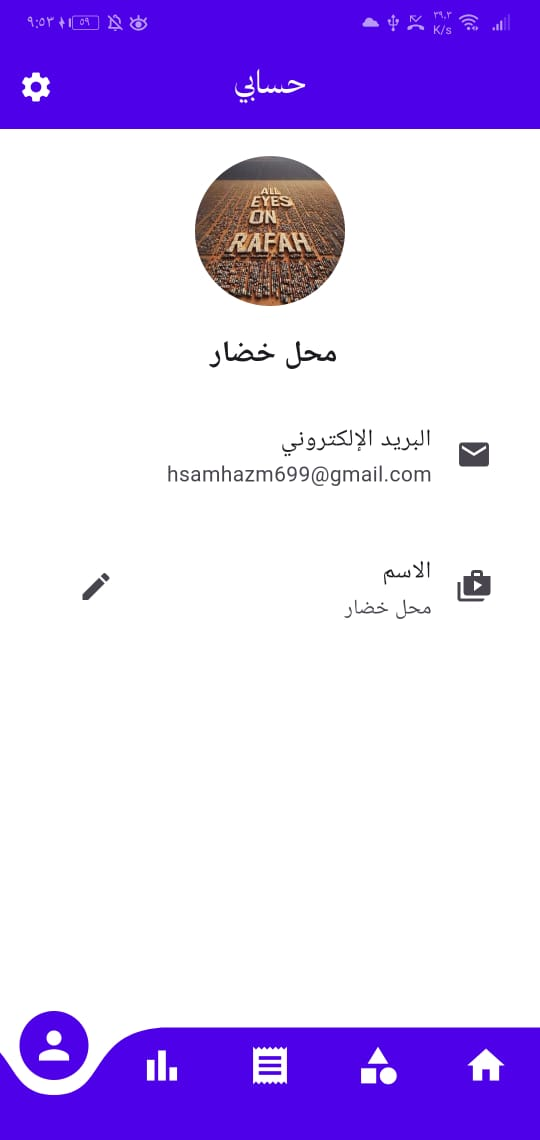 ٩:٥٣
٥٩
٣٩,٣
K/s
حسابي
ALL
EYES
ON
RAFAH
محل خضار
البريد الإلكتروني
hsamhazm699@gmail.com
الاسم
محل خضار